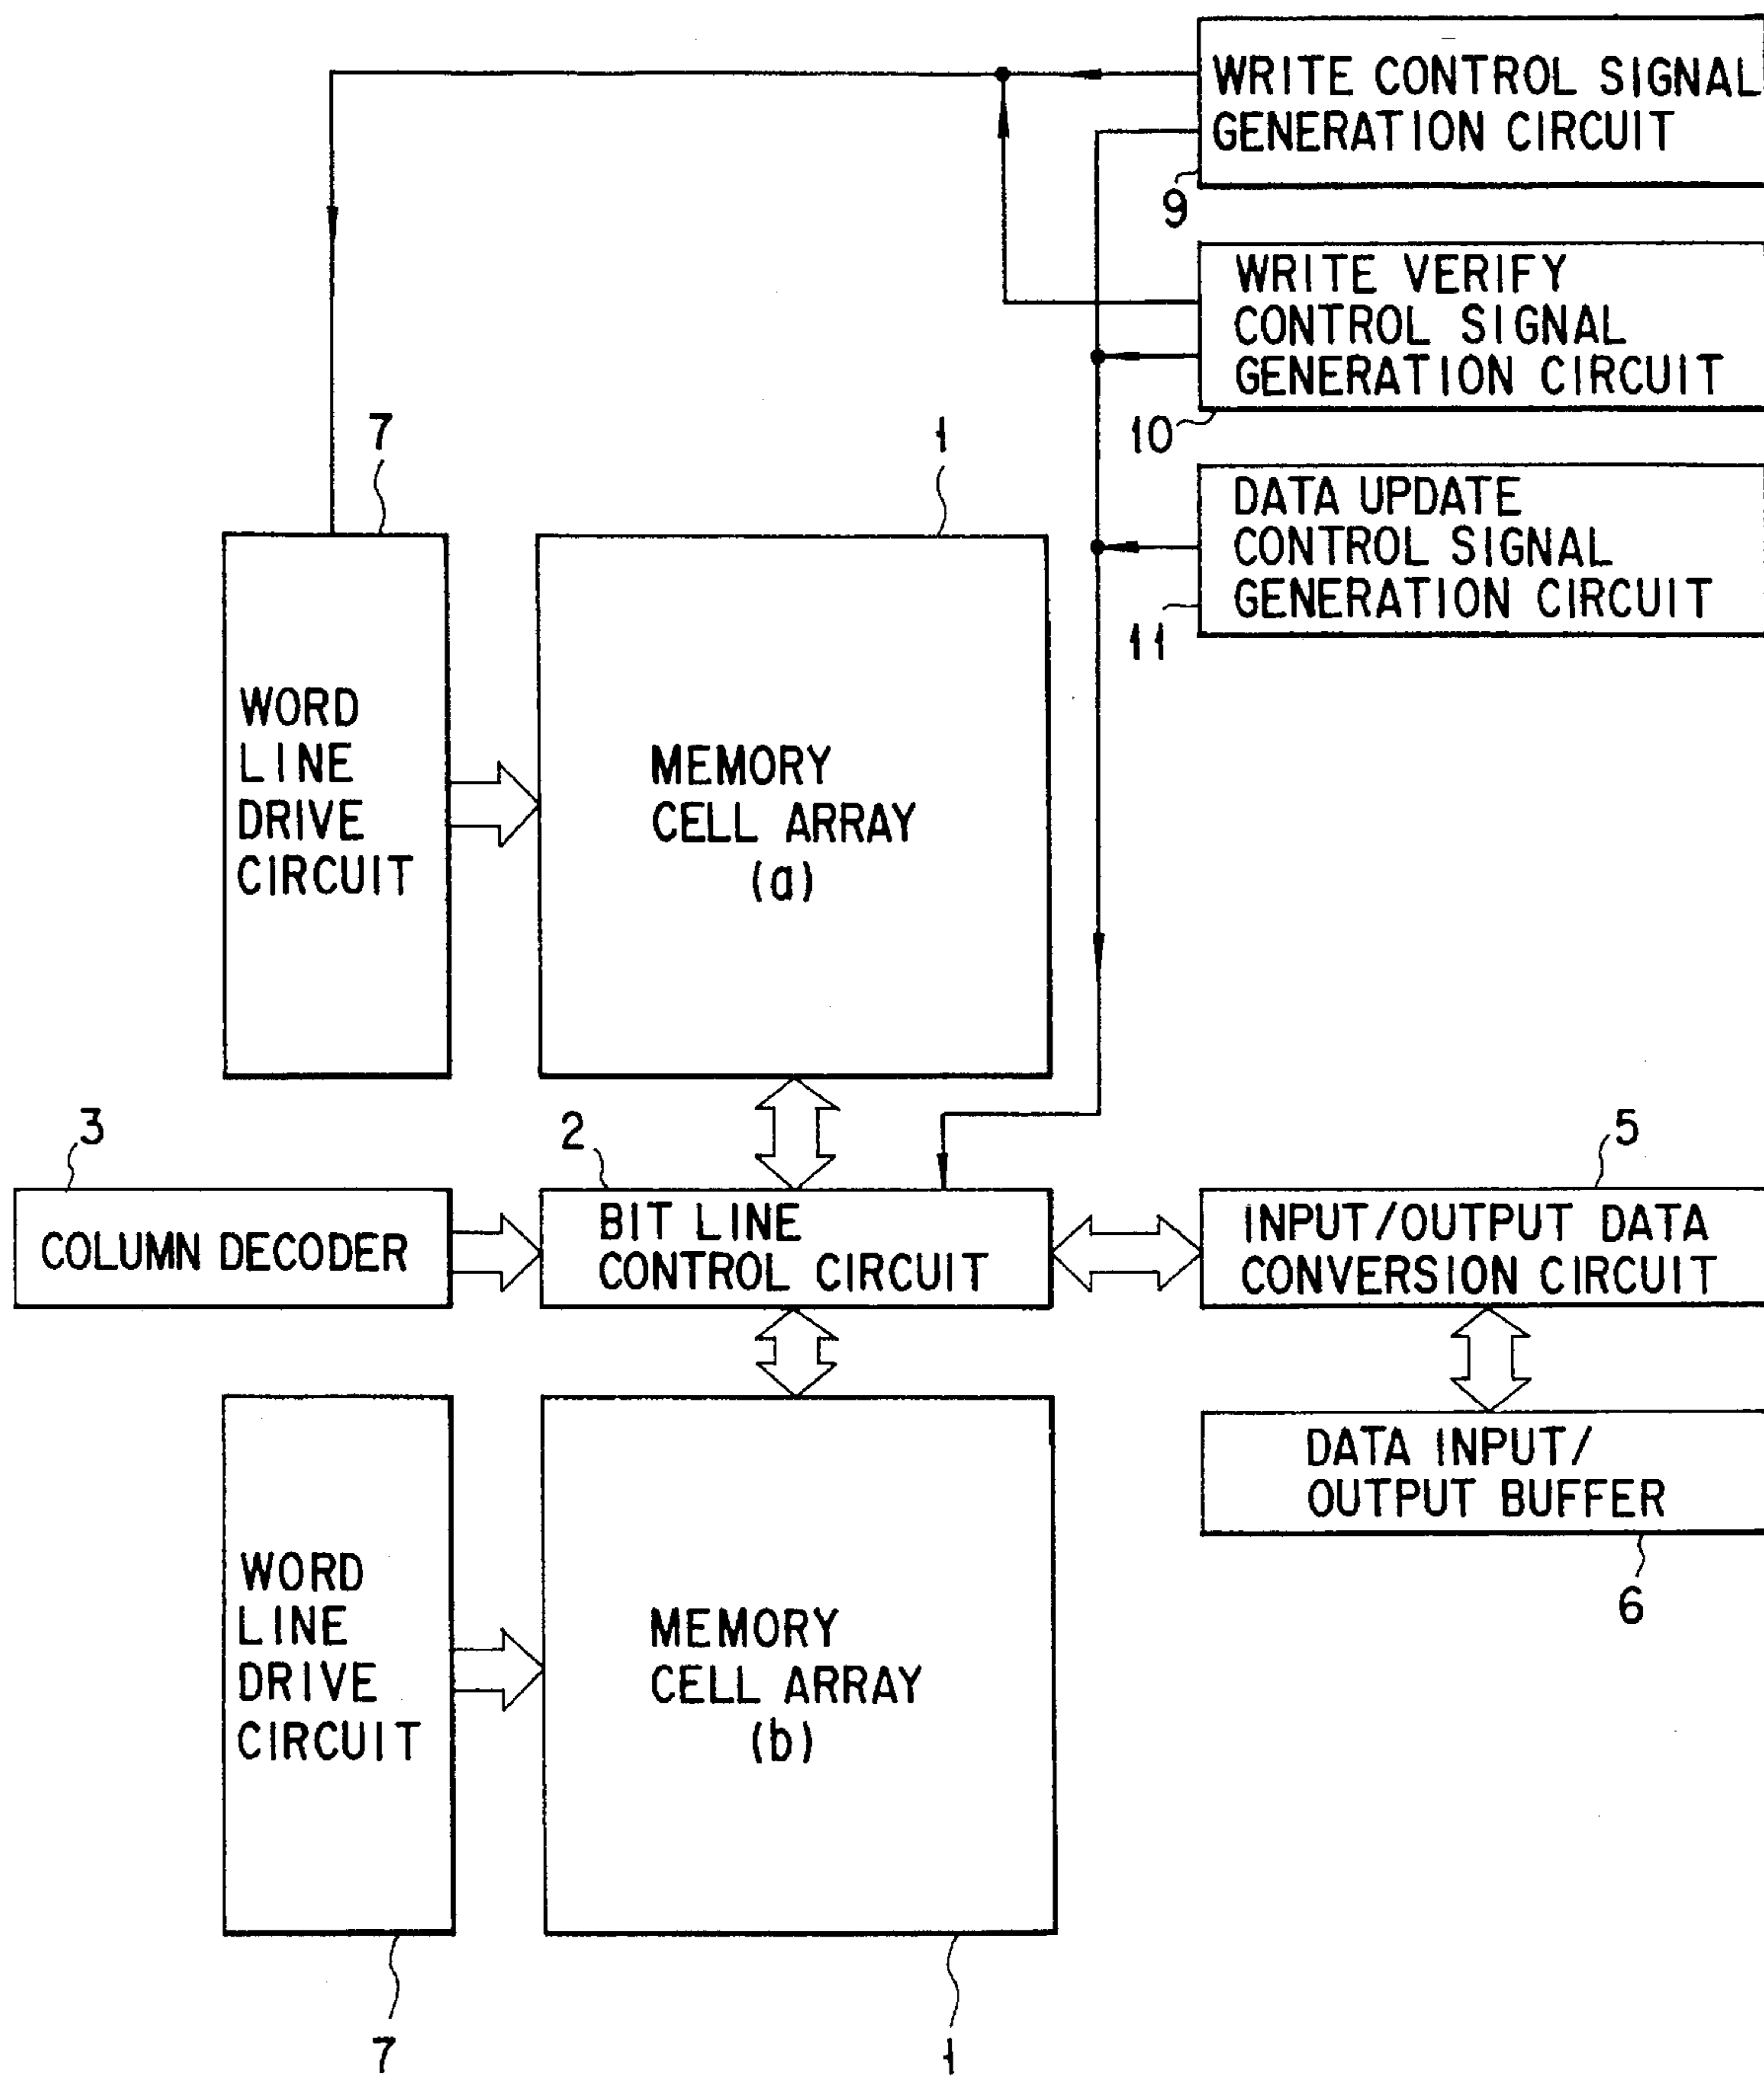 WRITE CONTROL SIGNAL
GENERATION CIRCUIT
9
WRITE VERIFY
CONTROL SIGNAL
GENERATION CIRCUIT
10
DATA UPDATE
CONTROL SIGNAL
GENERATION CIRCUIT
11
7
1
WORD
LINE
DRIVE
CIRCUIT
MEMORY
CELL ARRAY
(a)
3
2
5
COLUMN DECODER
BIT LINE
CONTROL CIRCUIT
INPUT/OUTPUT DATA
CONVERSION CIRCUIT
DATA INPUT/
OUTPUT BUFFER
6
WORD
LINE
DRIVE
CIRCUIT
MEMORY
CELL ARRAY
(b)
7
1